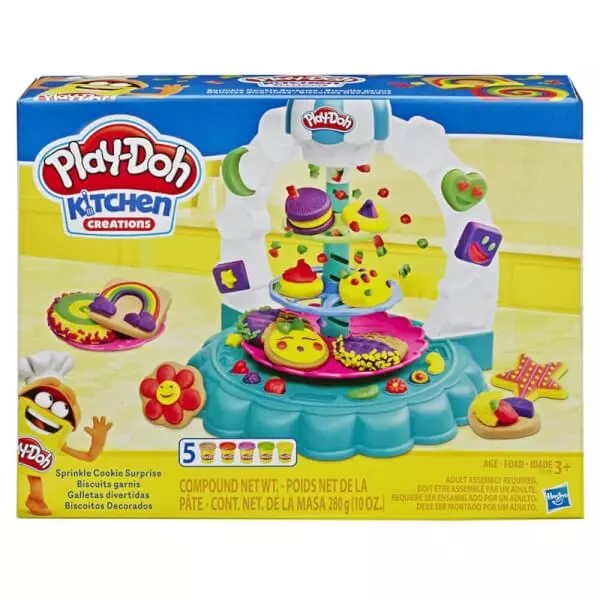 Play-Doh
KITCHEN
CREATIONS
Play-Doh
Play-Doh
Sprinkle Cookie Surprise
Biscuits garnis
Galletas divertidas
Biscoitos Decorados
5
COMPOUND NET WT. - POIDS NET DE LA
PÂTE - CONT. NET. DE LA MASA 280 g (10 OZ.)
AGE - EDAD - IDADE 3+
ADULT ASSEMBLY REQUIRED.
DOIT ÊTRE ASSEMBLÉ PAR UN ADULTE.
REQUIERE SER ENSAMBLADO POR UN ADULTO.
DEVE SER MONTADO POR UM ADULTO.
Hasbro